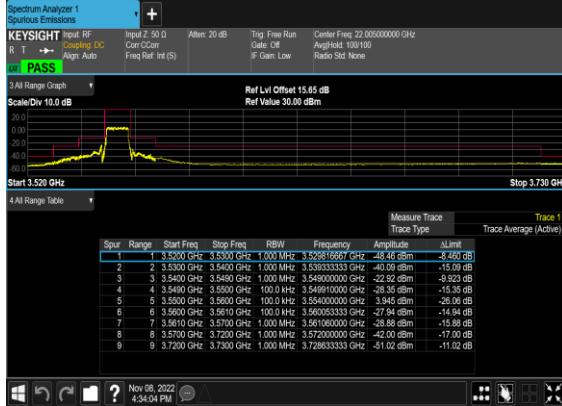 Spectrum Analyzer 1
Spurious Emissions
+
KEYSIGHT Input: RF Input Z: 50 Ω Atten: 20 dB Trig: Free Run Center Freq: 22.005000000 GHz
R T Coupling: DC Corr CCorr Gate: Off Avg|Hold: 100/100
Align: Auto Freq Ref: Int (S) IF Gain: Low Radio Std: None
PASS
3 All Range Graph
Ref Lvl Offset 15.65 dB
Scale/Div 10.0 dB Ref Value 30.00 dBm
20.0
0.00
-20.0
-40.0
-60.0
Start 3.520 GHz Stop 3.730 GH
4 All Range Table
Measure Trace Trace 1
Trace Type Trace Average (Active)
Spur Range Start Freq Stop Freq RBW Frequency Amplitude ΔLimit
1 1 3.5200 GHz 3.5300 GHz 1.000 MHz 3.529816667 GHz -48.46 dBm -8.460 dB
2 2 3.5300 GHz 3.5400 GHz 1.000 MHz 3.539333333 GHz -40.09 dBm -15.09 dB
3 3 3.5400 GHz 3.5490 GHz 1.000 MHz 3.549000000 GHz -22.92 dBm -9.923 dB
4 4 3.5490 GHz 3.5500 GHz 100.0 kHz 3.549910000 GHz -28.35 dBm -15.35 dB
5 5 3.5500 GHz 3.5600 GHz 100.0 kHz 3.554000000 GHz 3.945 dBm -26.06 dB
6 6 3.5600 GHz 3.5610 GHz 100.0 kHz 3.560053333 GHz -27.94 dBm -14.94 dB
7 7 3.5610 GHz 3.5700 GHz 1.000 MHz 3.561060000 GHz -28.88 dBm -15.88 dB
8 8 3.5700 GHz 3.7200 GHz 1.000 MHz 3.572000000 GHz -42.00 dBm -17.00 dB
9 9 3.7200 GHz 3.7300 GHz 1.000 MHz 3.728633333 GHz -51.02 dBm -11.02 dB
? Nov 08, 2022
4:34:04 PM